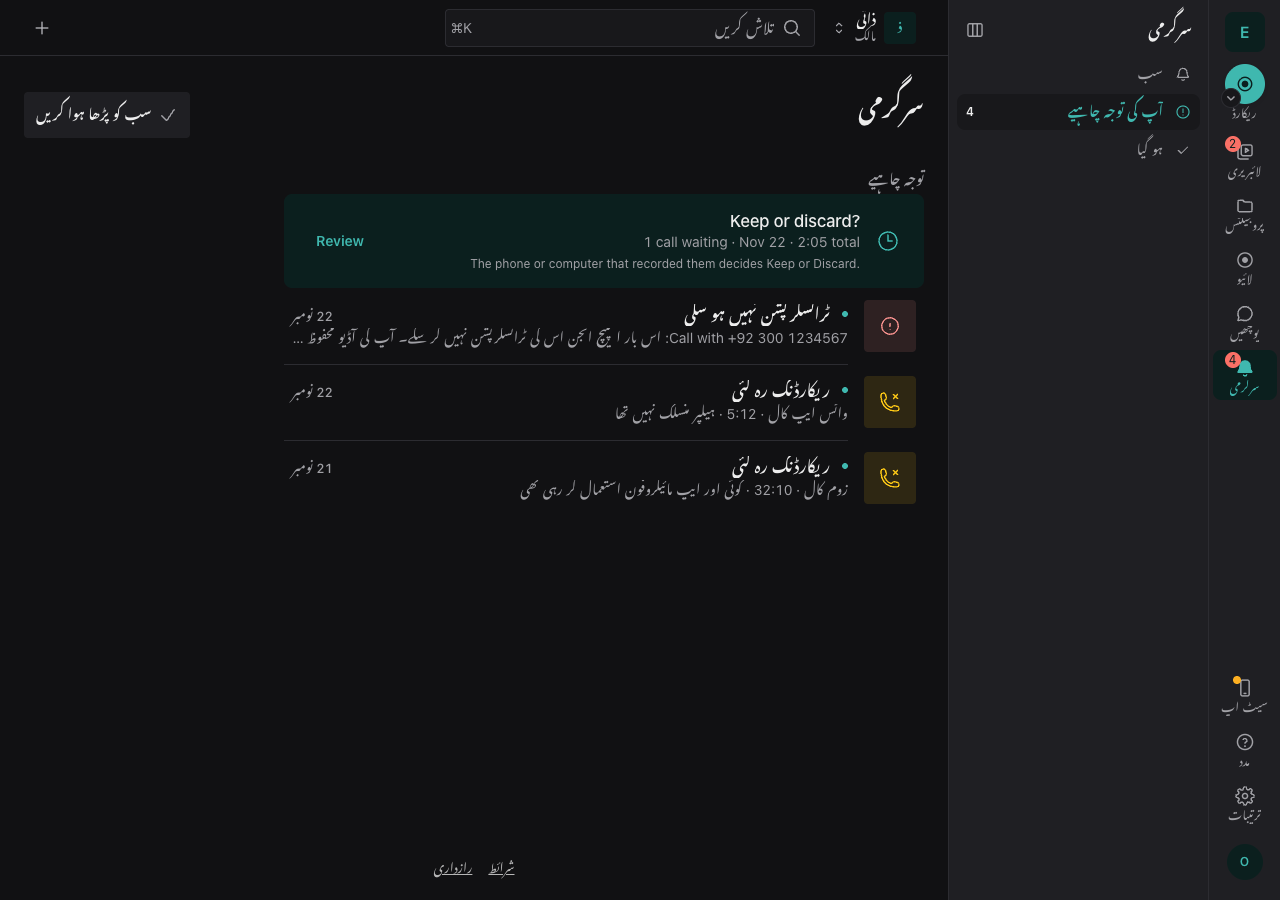 E
ریکارڈ
2
لائبریری
پروجیکٹس
لائیو
پوچھیں
4
سرگرمی
سیٹ اپ
مدد
ترتیبات
O
سرگرمی
سب
آپ کی توجہ چاہیے
4
ہو گیا
ذ
ذاتی
مالک
تلاش کریں
⌘K
سرگرمی
سب کو پڑھا ہوا کریں
توجہ چاہیے
Keep or discard?
1 call waiting · Nov 22 · 2:05 total
The phone or computer that recorded them decides Keep or Discard.
Review
ٹرانسکرپشن نہیں ہو سکی
22 نومبر
Call with +92 300 1234567: اس بار اسپیچ انجن اس کی ٹرانسکرپشن نہیں کر سکے۔ آپ کی آڈیو محفوظ ...
ریکارڈنگ رہ گئی
22 نومبر
واٹس ایپ کال · 5:12 · ہیلپر منسلک نہیں تھا
ریکارڈنگ رہ گئی
21 نومبر
زوم کال · 32:10 · کوئی اور ایپ مائیکروفون استعمال کر رہی تھی
شرائط
رازداری